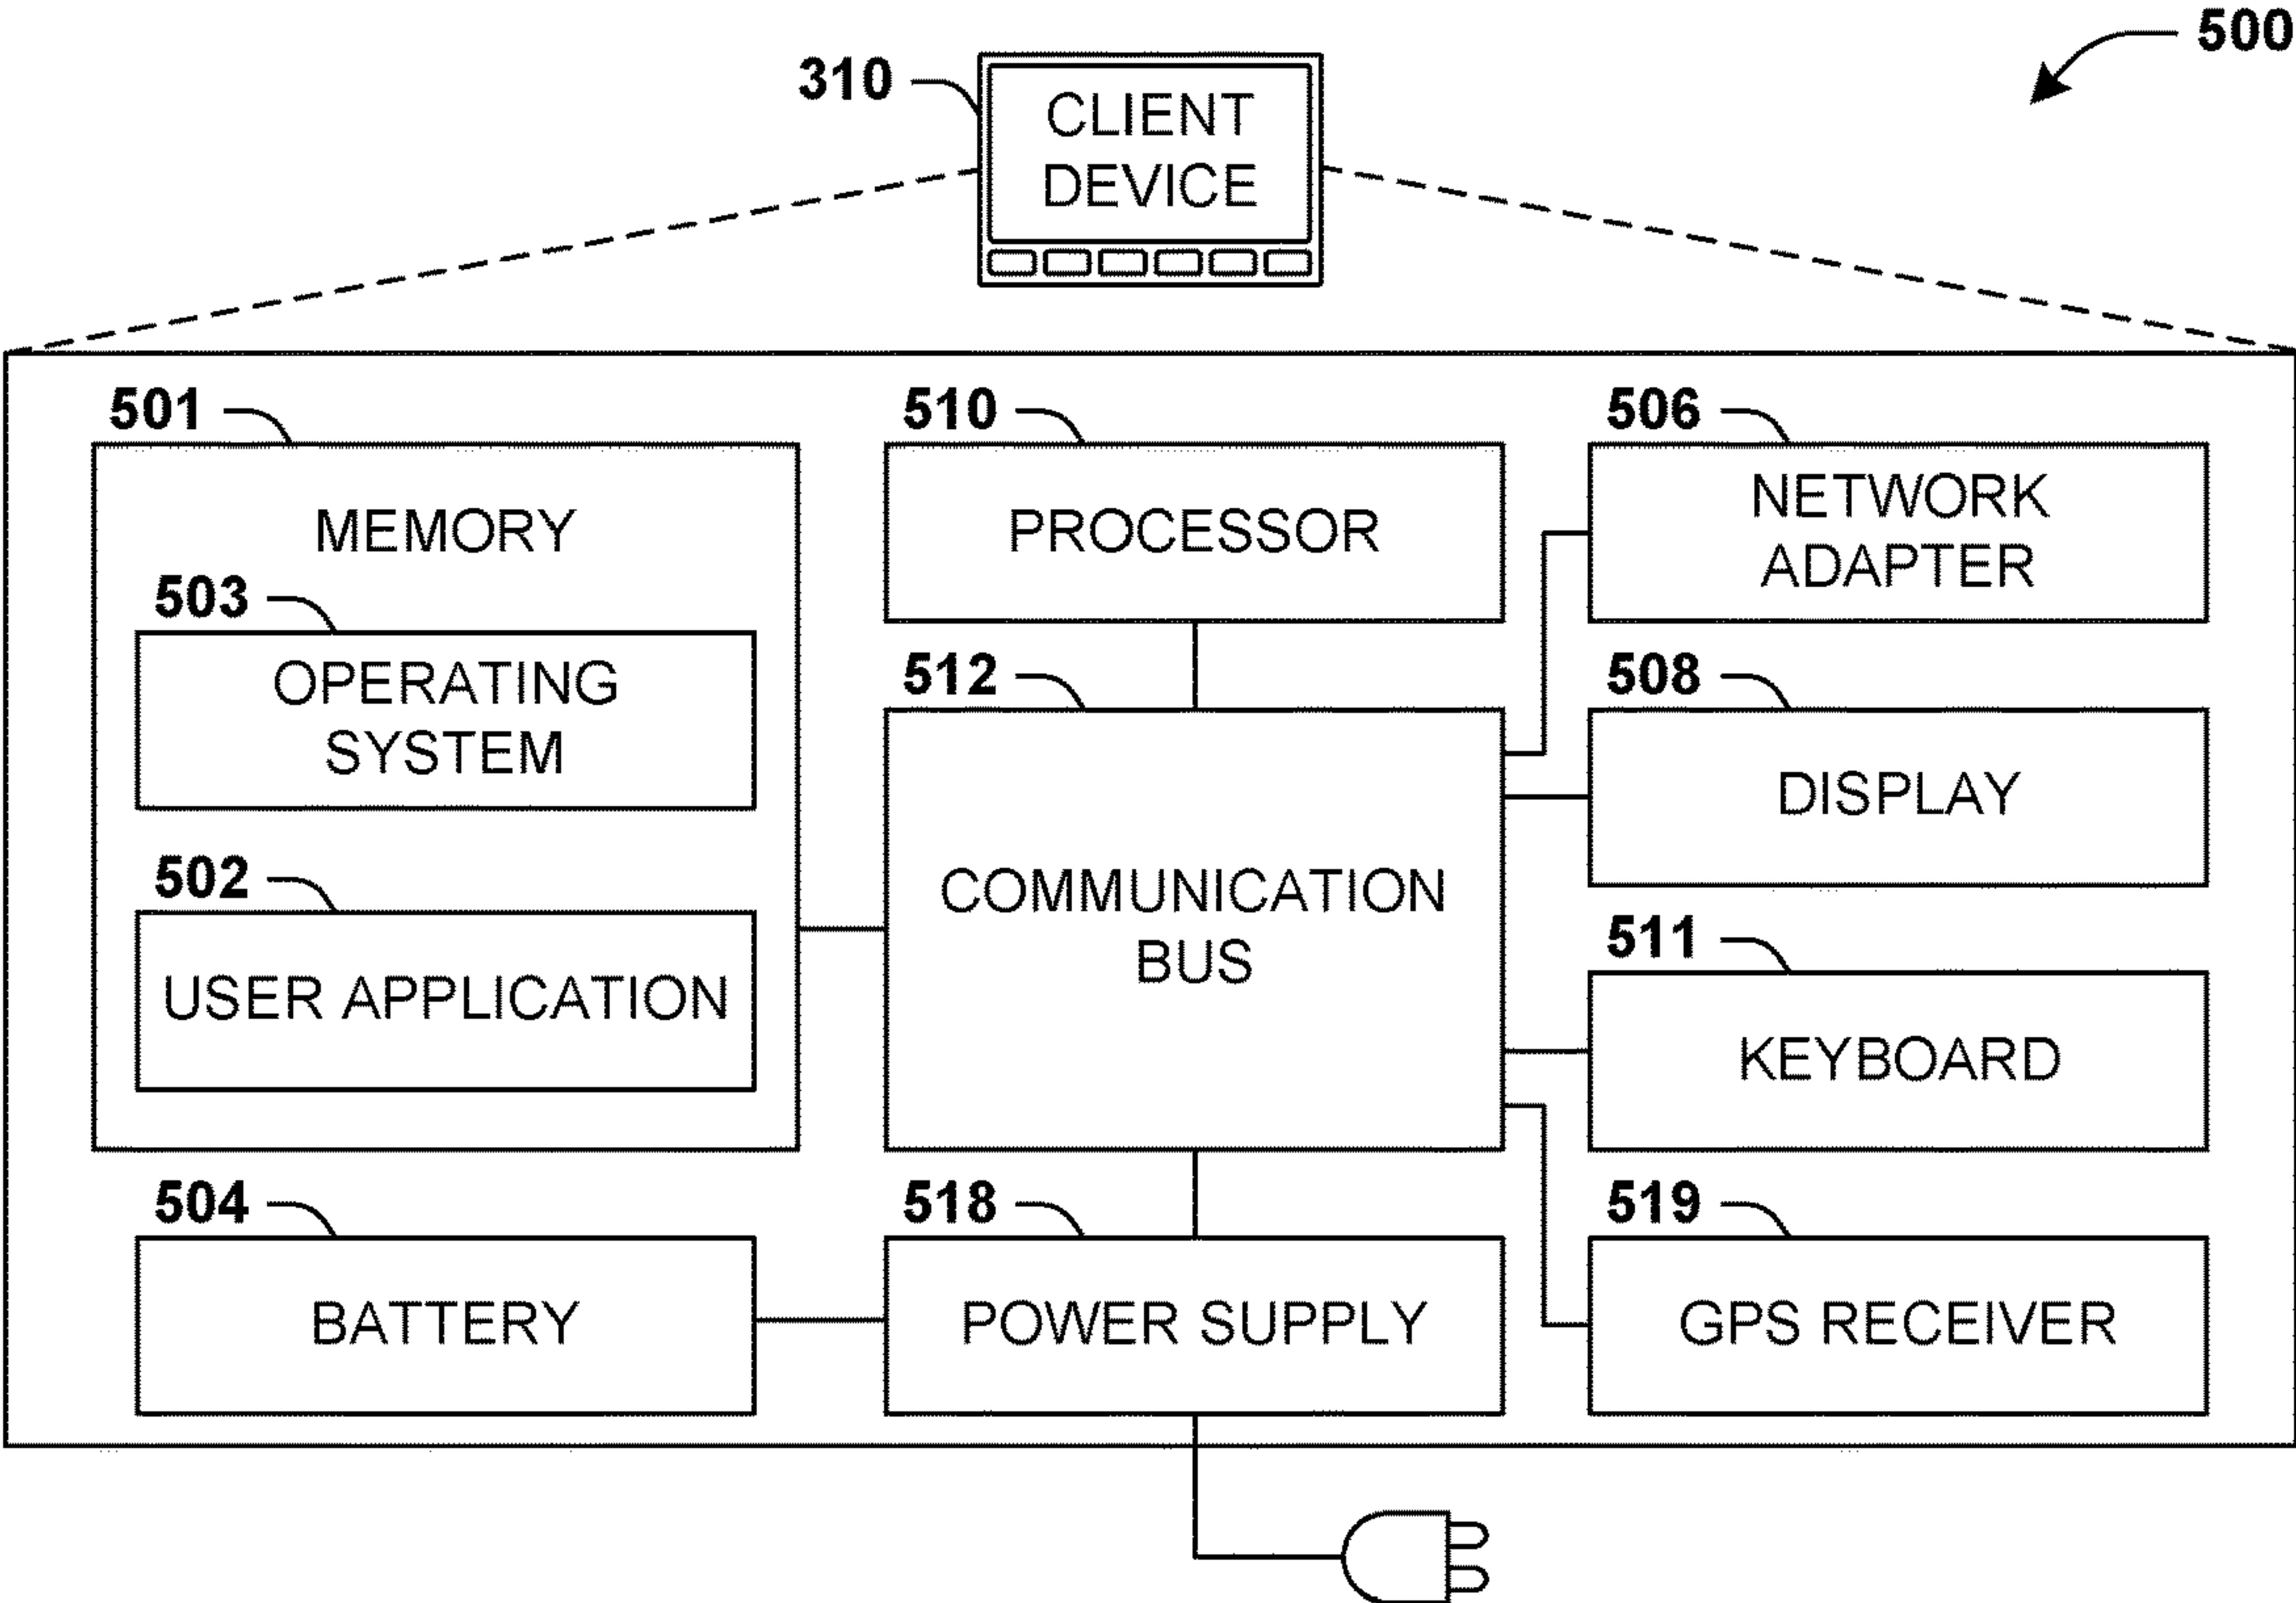 500
310
CLIENT
DEVICE
501
MEMORY
503
OPERATING
SYSTEM
502
USER APPLICATION
504
BATTERY
510
PROCESSOR
512
COMMUNICATION
BUS
518
POWER SUPPLY
506
NETWORK
ADAPTER
508
DISPLAY
511
KEYBOARD
519
GPS RECEIVER